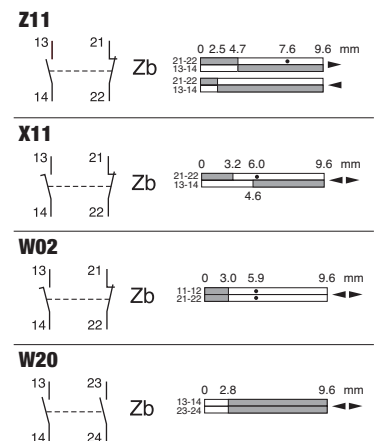 Z11
13 21
14 22
Zb
0 2.5 4.7 7.6 9.6 mm
21-22
13-14
21-22
13-14
X11
13 21
14 22
Zb
0 3.2 6.0 9.6 mm
21-22
13-14
4.6
W02
13 21
14 22
Zb
0 3.0 5.9 9.6 mm
11-12
21-22
W20
13 23
14 24
Zb
0 2.8 9.6 mm
13-14
23-24